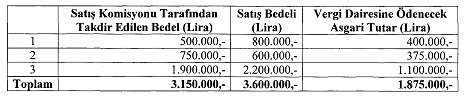 Satış Komisyonu Tarafından Takdir Edilen Bedel (Lira) Satış Bedeli (Lira) Vergi Dairesine Ödenecek Asgari Tutar (Lira)
1 500.000,- 800.000,- 400.000,-
2 750.000,- 600.000,- 375.000,-
3 1.900.000,- 2.200.000,- 1.100.000,-
Toplam 3.150.000,- 3.600.000,- 1.875.000,-